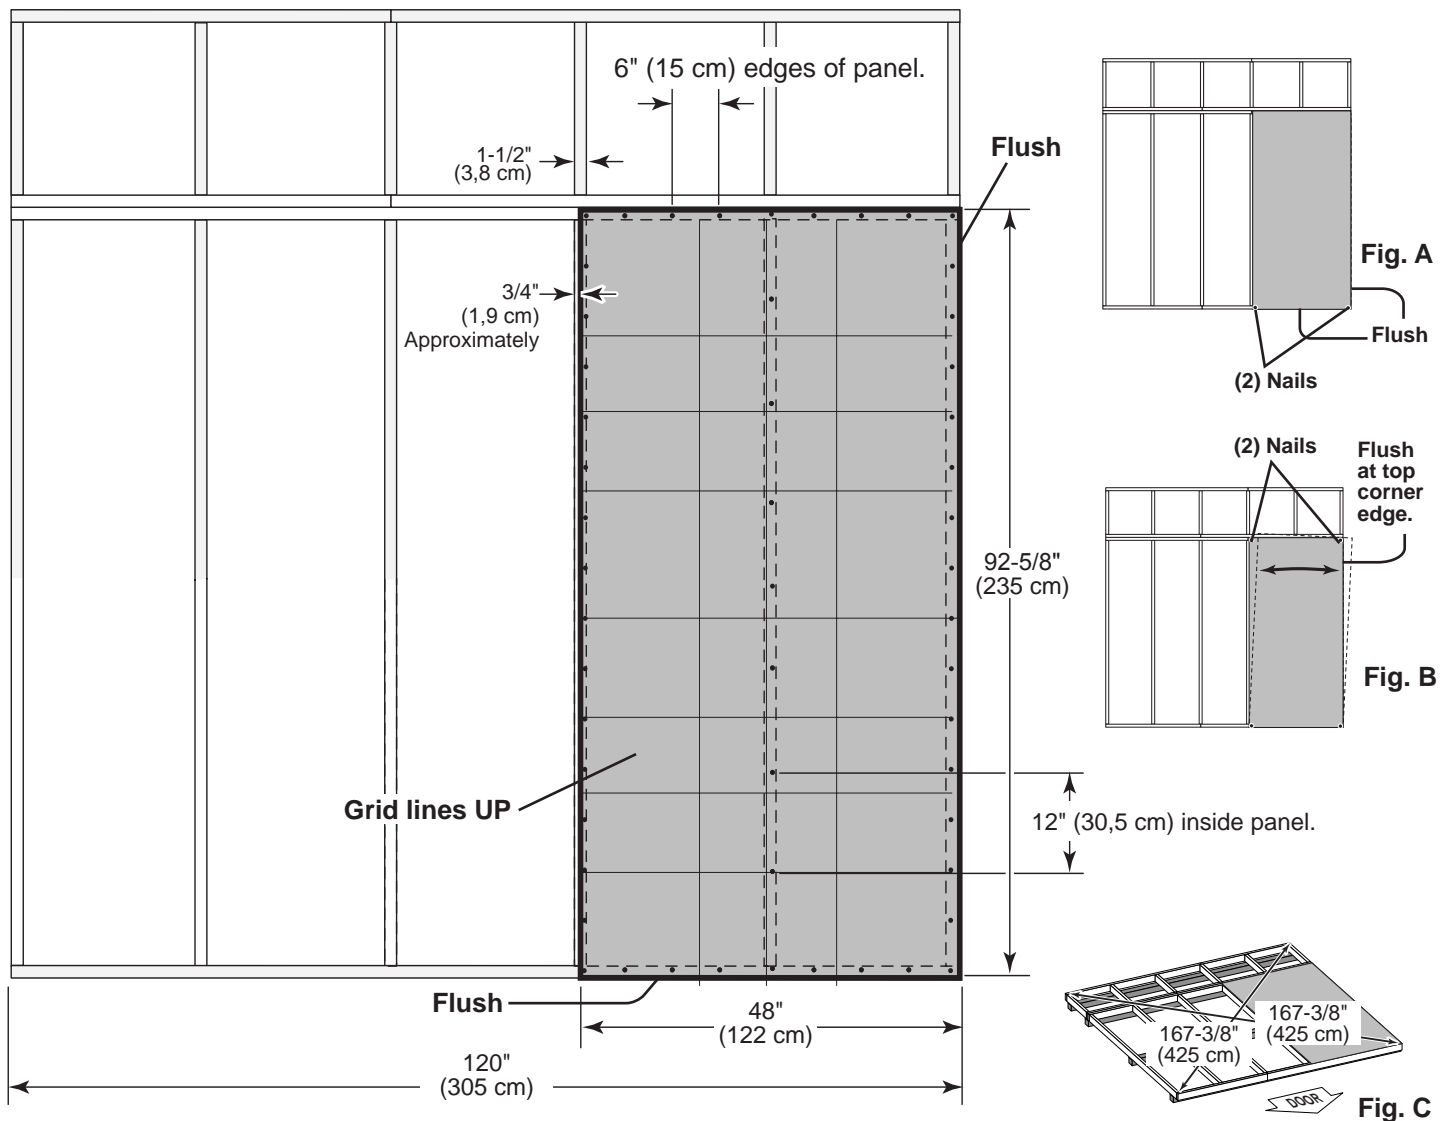 6" (15 cm) edges of panel.
1-1/2"
(3,8 cm)
Flush
3/4"
(1,9 cm)
Approximately
92-5/8"
(235 cm)
Grid lines UP
12" (30,5 cm) inside panel.
Flush
48"
(122 cm)
120"
(305 cm)
Fig. A
Flush
(2) Nails
(2) Nails
Flush
at top
corner
edge.
Fig. B
167-3/8"
(425 cm)
167-3/8"
(425 cm)
DOOR
Fig. C